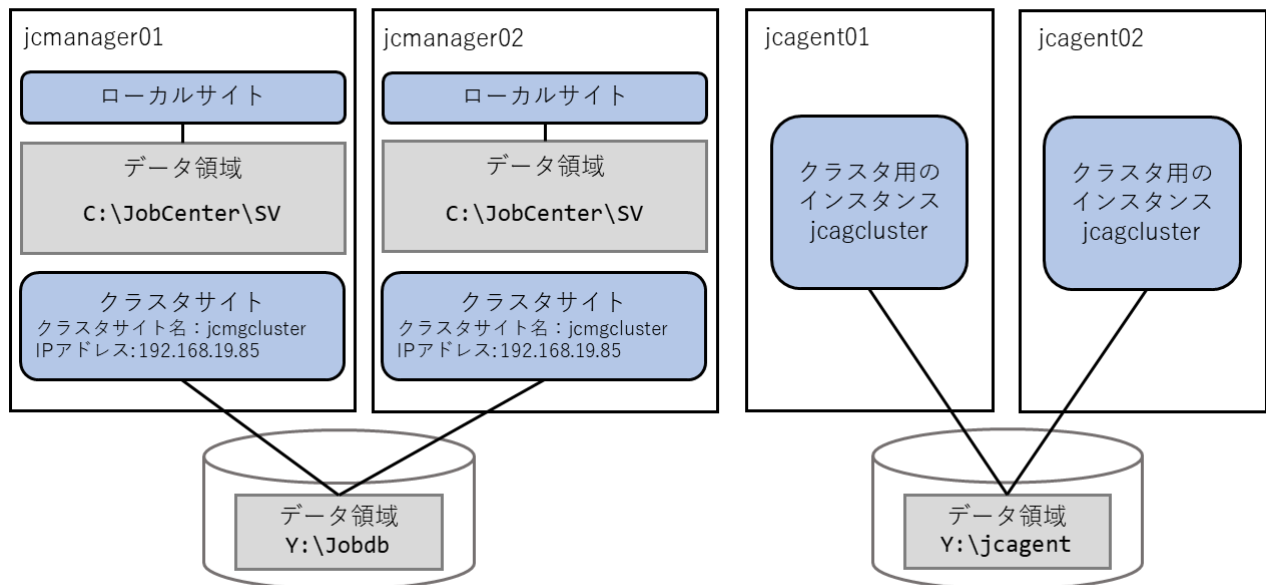 jcmanager01
ローカルサイト
データ領域
C:\JobCenter\SV
クラスタサイト
クラスタサイト名：jcmgcluster
IPアドレス:192.168.19.85
jcmanager02
ローカルサイト
データ領域
C:\JobCenter\SV
クラスタサイト
クラスタサイト名：jcmgcluster
IPアドレス:192.168.19.85
データ領域
Y:\Jobdb
jcagent01
クラスタ用の
インスタンス
jcagcluster
jcagent02
クラスタ用の
インスタンス
jcagcluster
データ領域
Y:\jcagent